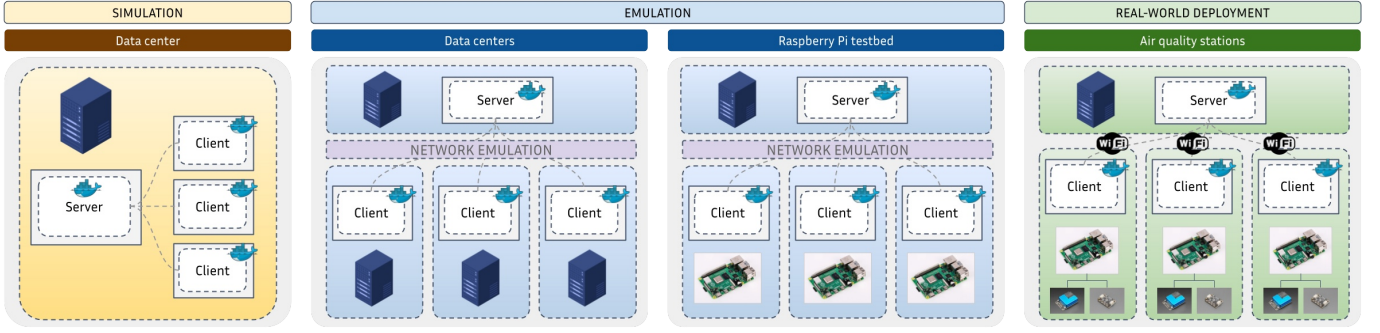 SIMULATION
EMULATION
REAL-WORLD DEPLOYMENT
Data center
Data centers
Raspberry Pi testbed
Air quality stations
Server
Client
Client
Client
Server
NETWORK EMULATION
Client
Client
Client
Server
NETWORK EMULATION
Client
Client
Client
Server
WiFi
WiFi
WiFi
Client
Client
Client